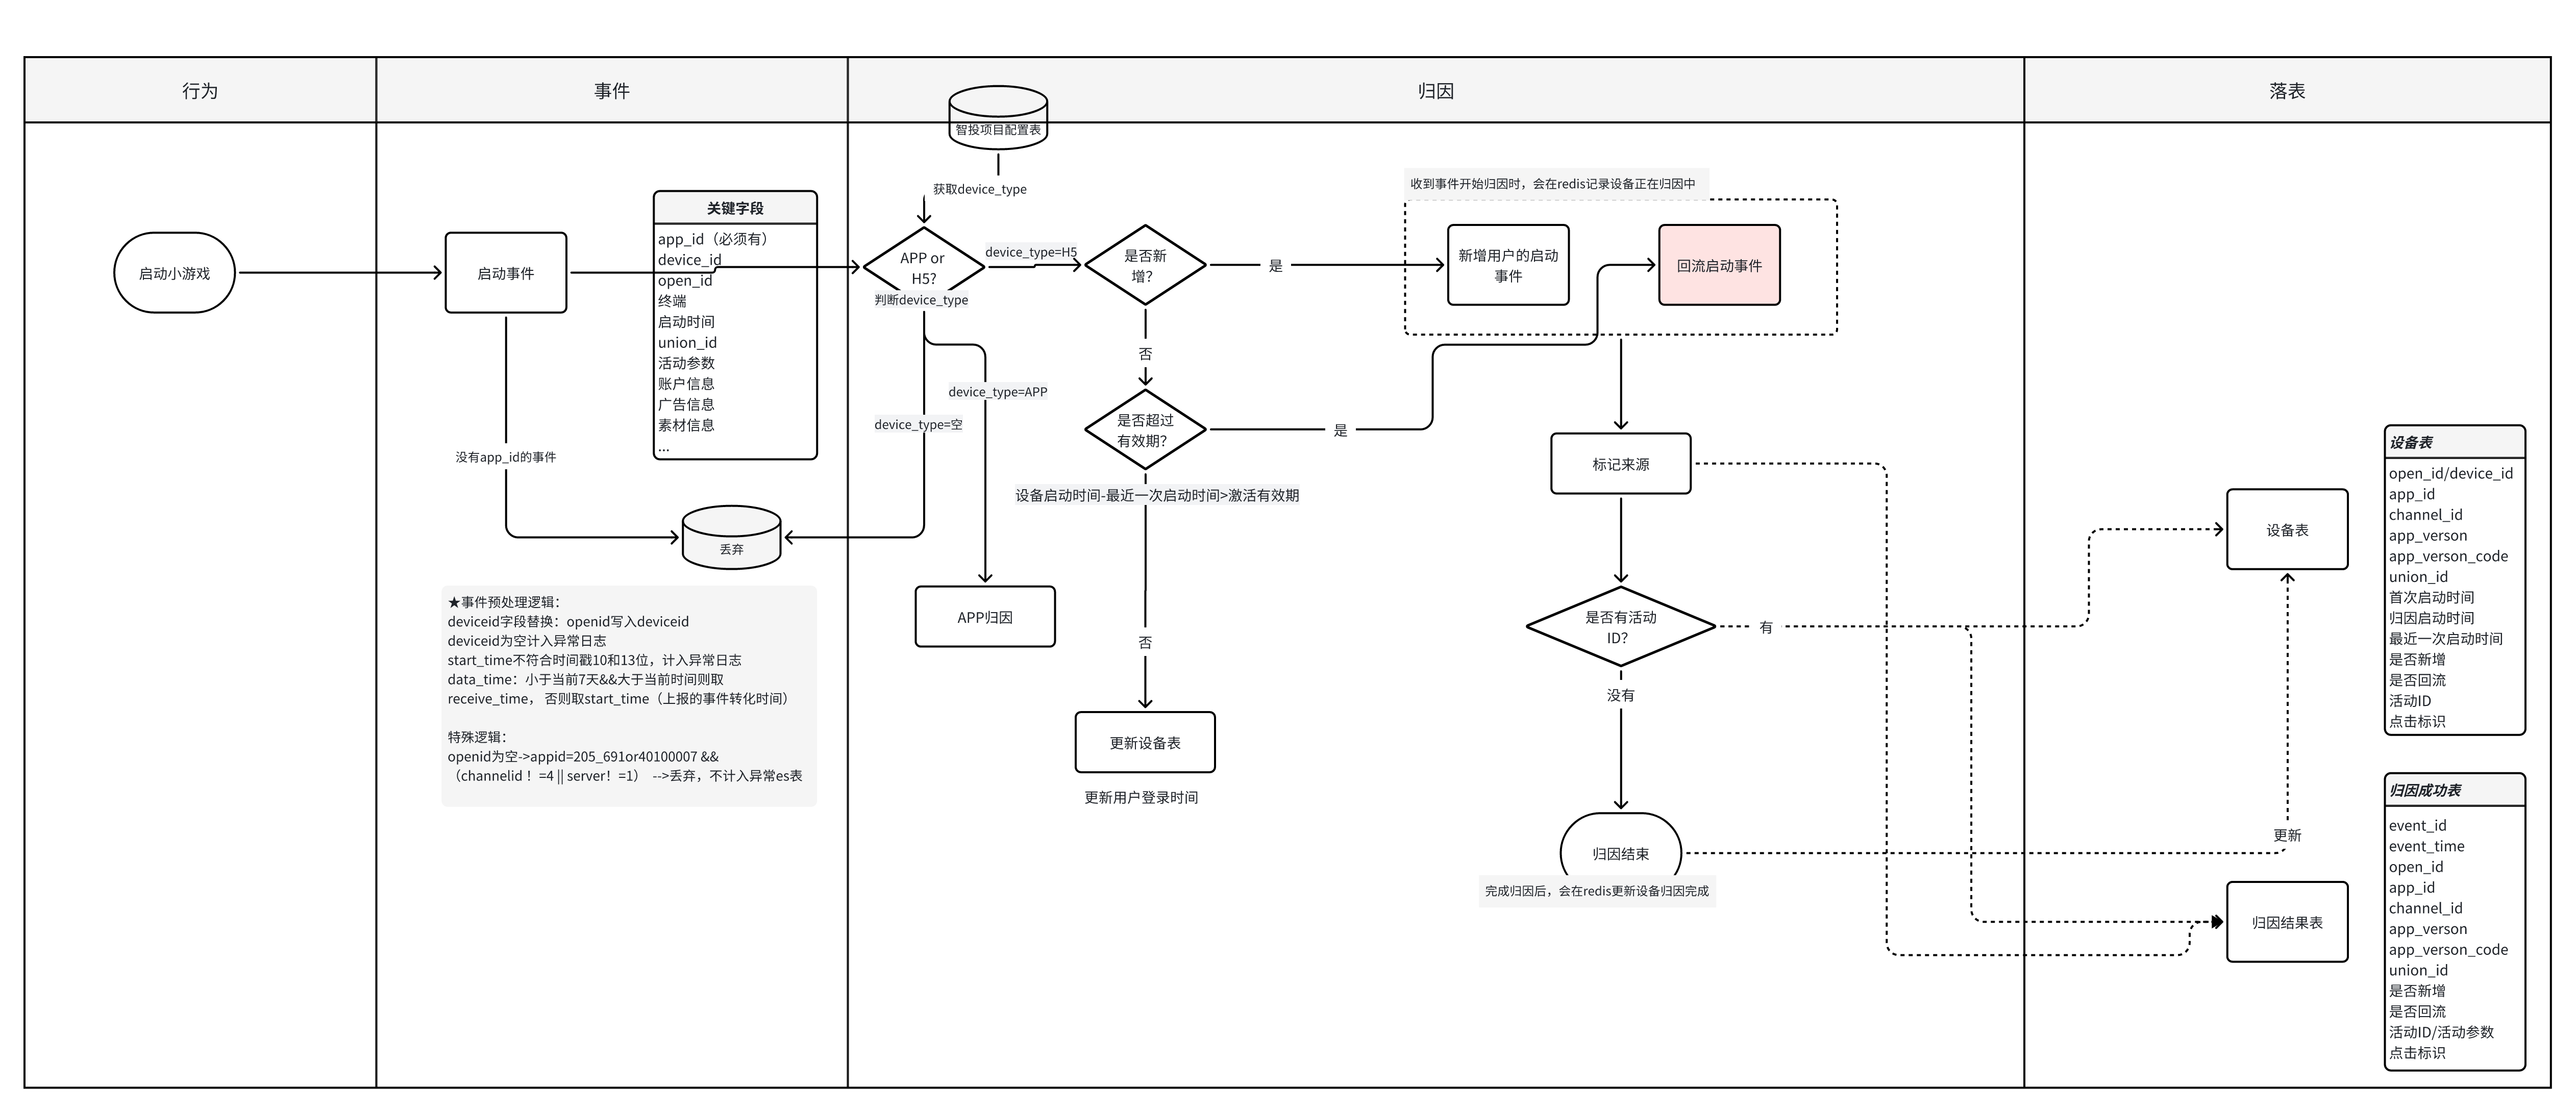 行为
事件
归因
落表
智投项目配置表
获取device_type
收到事件开始归因时，会在redis记录设备正在归因中
启动小游戏
启动事件
关键字段
app_id（必须有）
device_id
open_id
终端
启动时间
union_id
活动参数
账户信息
广告信息
素材信息
...
APP or
H5?
判断device_type
device_type=H5
是否新
增?
是
新增用户的启动
事件
回流启动事件
否
device_type=APP
device_type=空
是否超过
有效期?
是
没有app_id的事件
设备启动时间-最近一次启动时间>激活有效期
标记来源
丢弃
★事件预处理逻辑：
deviceid字段替换：openid写入deviceid
deviceid为空计入异常日志
start_time不符合时间戳10和13位，计入异常日志
data_time：小于当前7天&&大于当前时间则取
receive_time， 否则取start_time（上报的事件转化时间）
特殊逻辑：
openid为空->appid=205_691or40100007 &&
（channelid！=4 || server！=1） -->丢弃，不计入异常es表
APP归因
否
更新设备表
更新用户登录时间
是否有活动
ID?
有
没有
归因结束
完成归因后，会在redis更新设备归因完成
设备表
更新
归因结果表
设备表
open_id/device_id
app_id
channel_id
app_verson
app_verson_code
union_id
首次启动时间
归因启动时间
最近一次启动时间
是否新增
是否回流
活动ID
点击标识
归因成功表
event_id
event_time
open_id
app_id
channel_id
app_verson
app_verson_code
union_id
是否新增
是否回流
活动ID/活动参数
点击标识